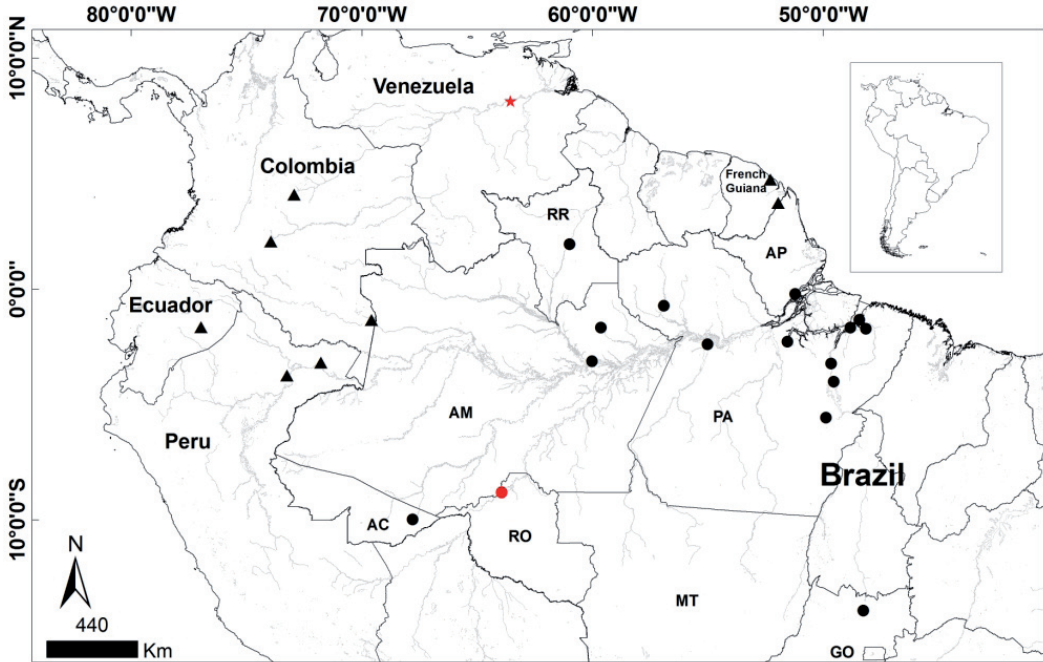 80°0'0"W
70°0'0"W
60°0'0"W
50°0'0"W
10°0'0"N
0°0'0"
10°0'0"S
Venezuela
Colombia
French
Guiana
RR
AP
Ecuador
AM
PA
Peru
Brazil
AC
RO
MT
GO
N
440
Km